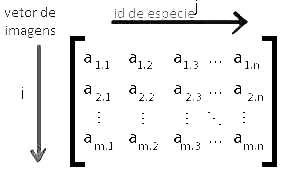 vetor de
imagens
id de espécie j
i
a1.1 a1.2 a1.3 ... a1.n
a2.1 a2.2 a2.3 ... a2.n
⋮ ⋮ ⋮ ⋱ ⋮
am.1 am.2 am.3 ... am.n